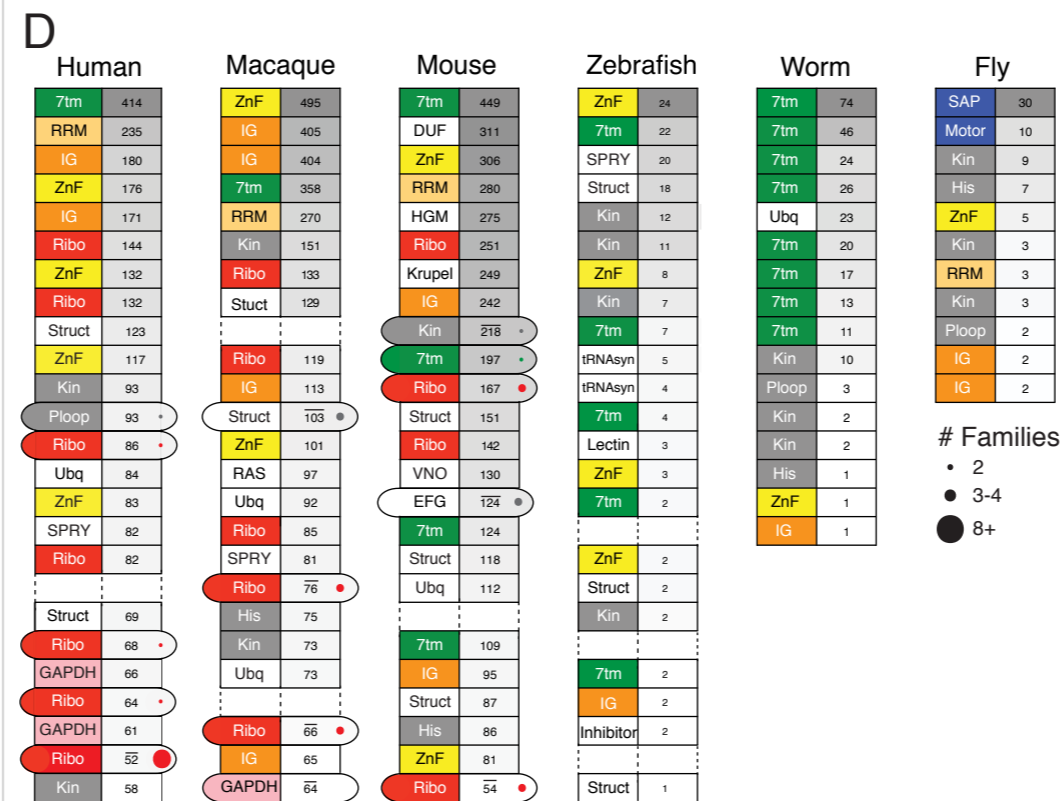 D
Human
7tm 414
RRM 235
IG 180
ZnF 176
IG 171
Ribo 144
ZnF 132
Ribo 132
Struct 123
ZnF 117
Kin 93
Ploop 93
Ribo 86
Ubq 84
ZnF 83
SPRY 82
Ribo 82
Struct 69
Ribo 68
GAPDH 66
Ribo 64
GAPDH 61
Ribo 52
Kin 58
Macaque
ZnF 495
IG 405
IG 404
7tm 358
RRM 270
Kin 151
Ribo 133
Stuct 129
Ribo 119
IG 113
Struct 103
ZnF 101
RAS 97
Ubq 92
Ribo 85
SPRY 81
Ribo 76
His 75
Kin 73
Ubq 73
Ribo 66
IG 65
GAPDH 64
Mouse
7tm 449
DUF 311
ZnF 306
RRM 280
HGM 275
Ribo 251
Krupel 249
IG 242
Kin 218
7tm 197
Ribo 167
Struct 151
Ribo 142
VNO 130
EFG 124
7tm 124
Struct 118
Ubq 112
7tm 109
IG 95
Struct 87
His 86
ZnF 81
Ribo 54
Zebrafish
ZnF 24
7tm 22
SPRY 20
Struct 18
Kin 12
Kin 11
ZnF 8
Kin 7
7tm 7
tRNAsyn 5
tRNAsyn 4
7tm 4
Lectin 3
ZnF 3
7tm 2
ZnF 2
Struct 2
Kin 2
7tm 2
IG 2
Inhibitor 2
Struct 1
Worm
7tm 74
7tm 46
7tm 24
7tm 26
Ubq 23
7tm 20
7tm 17
7tm 13
7tm 11
Kin 10
Ploop 3
Kin 2
Kin 2
His 1
ZnF 1
IG 1
Fly
SAP 30
Motor 10
Kin 9
His 7
ZnF 5
Kin 3
RRM 3
Kin 3
Ploop 2
IG 2
IG 2
# Families
2
3-4
8+